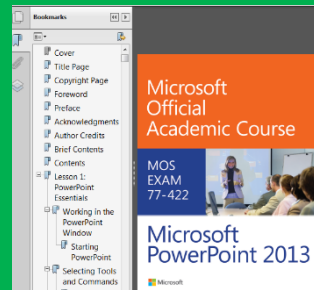 Bookmarks
Cover
Title Page
Copyright Page
Foreword
Preface
Acknowledgments
Author Credits
Brief Contents
Contents
Lesson 1:
PowerPoint
Essentials
Working in the
PowerPoint
Window
Starting
PowerPoint
Selecting Tools
and Commands
Microsoft
Official
Academic Course
MOS
EXAM
77-422
Microsoft
PowerPoint 2013
Microsoft